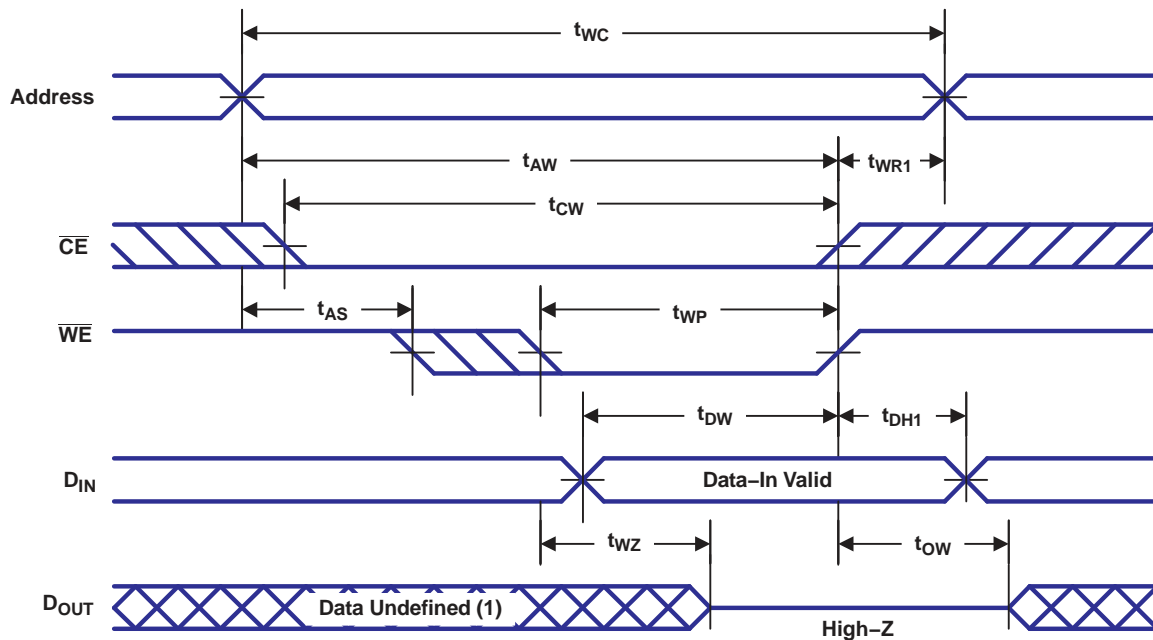 tWC
Address
tAW
tWR1
tCW
CE
tAS
tWP
WE
tDW
tDH1
DIN
Data–In Valid
tWZ
tOW
DOUT
Data Undefined (1)
High–Z